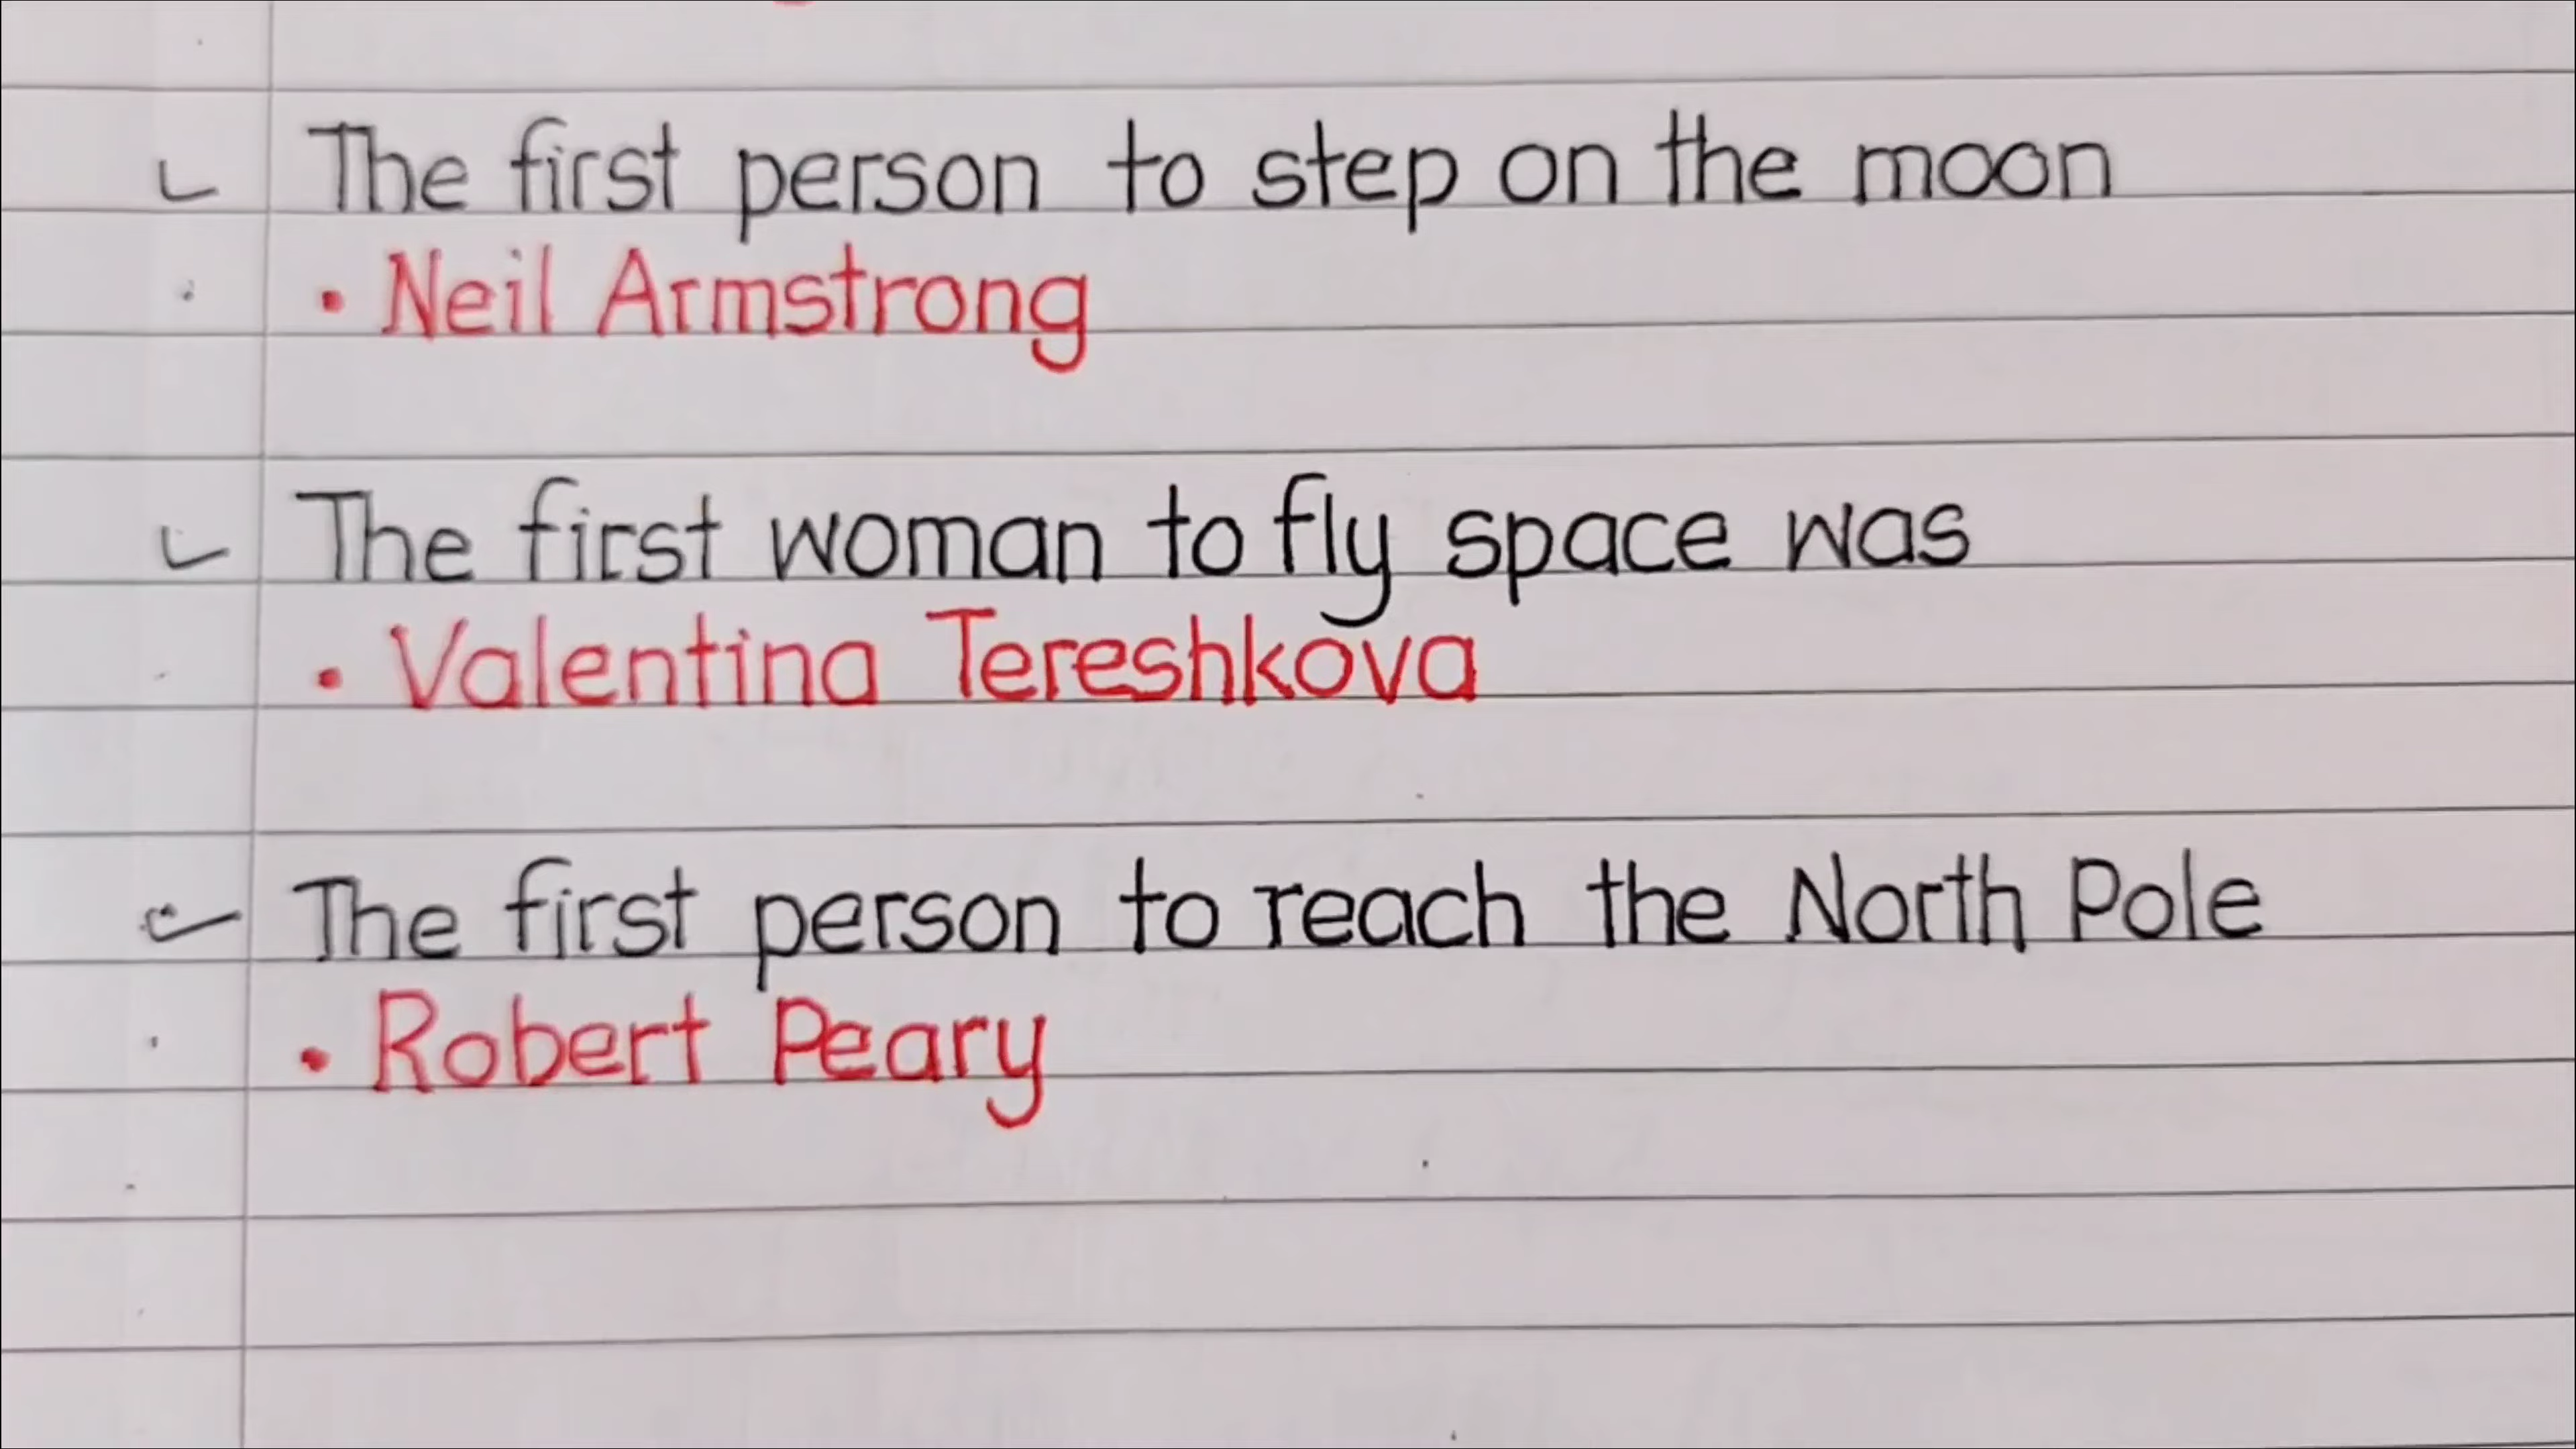 The first person to step on the moon
• Neil Armstrong
The first woman to fly space was
• Valentina Tereshkova
The first person to reach the North Pole
• Robert Peary